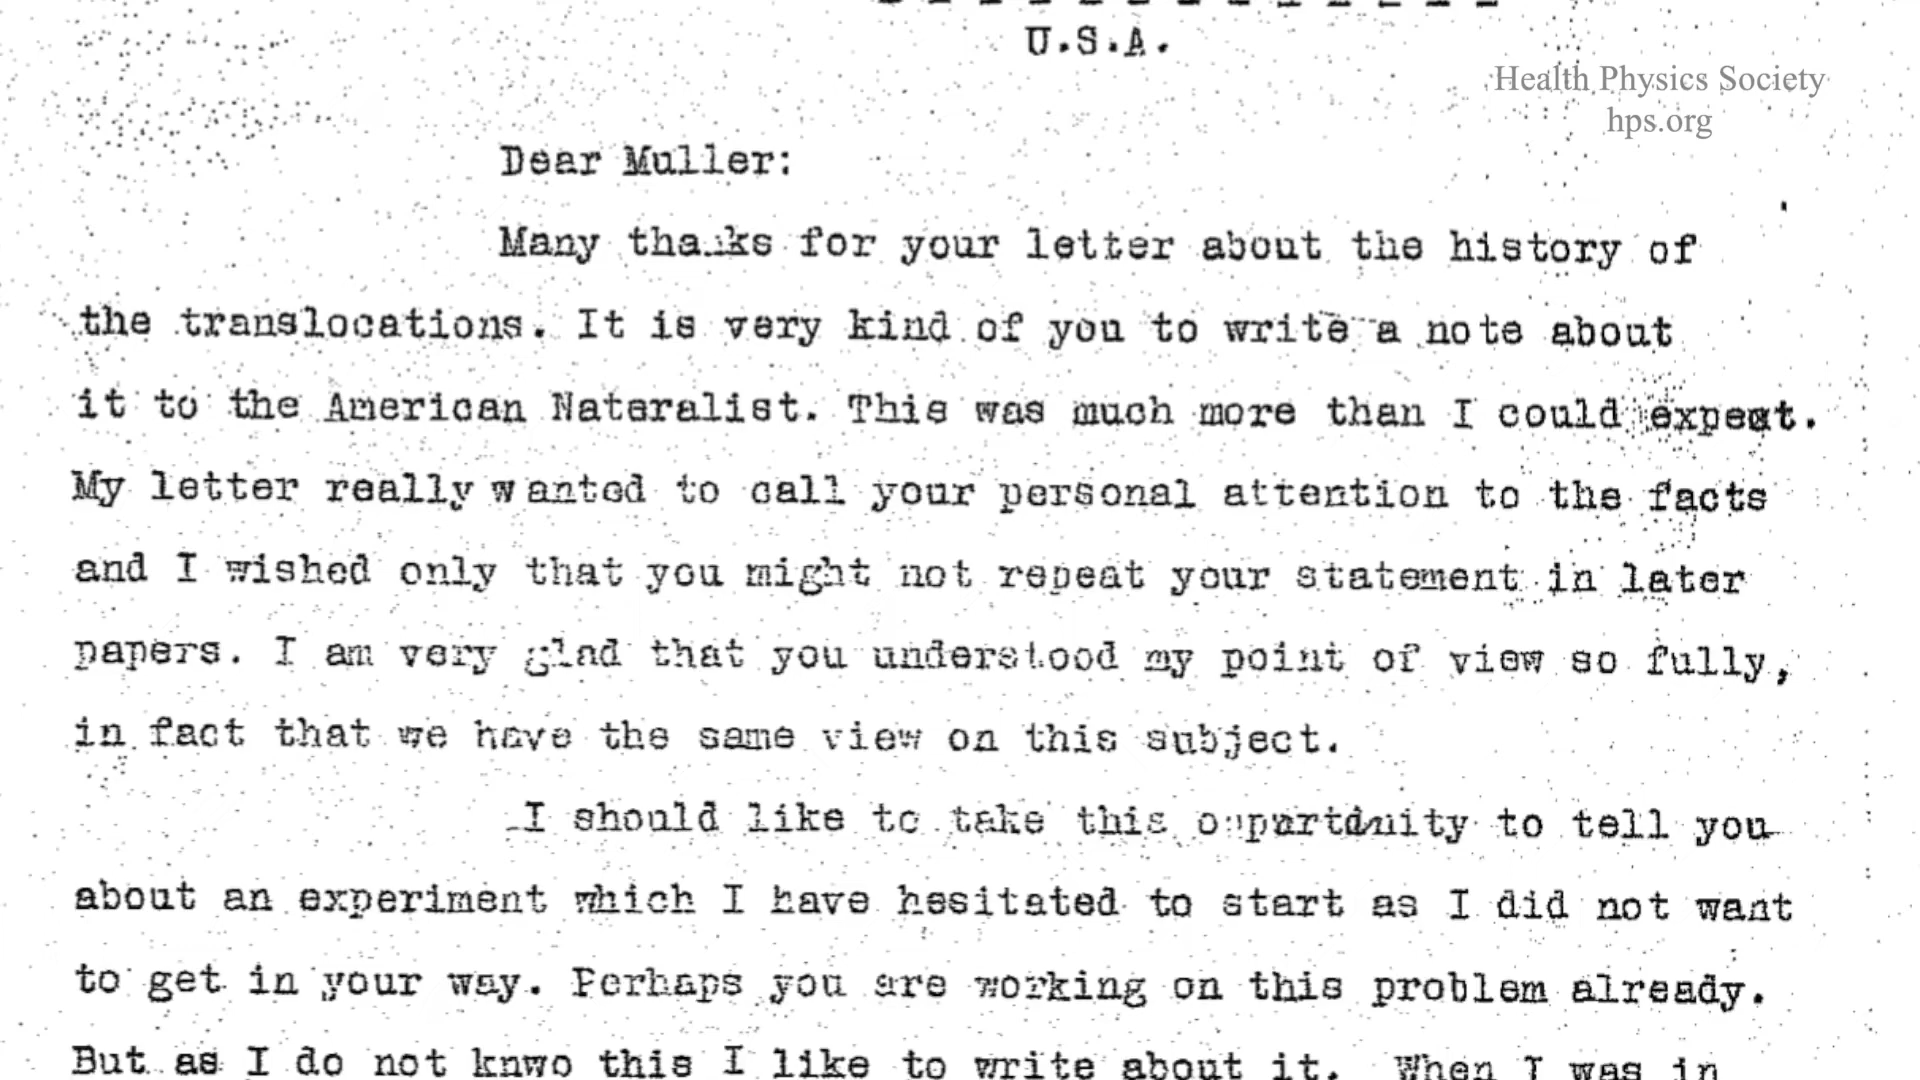 U.S.A.
Health Physics Society
hps.org
Dear Muller:
Many thanks for your letter about the history of
the translocations. It is very kind of you to write a note about
it to the American Nateralist. This was much more than I could expect.
My letter really wanted to call your personal attention to the facts
and I wished only that you might not repeat your statement in later
papers. I am very glad that you understood my point of view so fully,
in fact that we have the same view on this subject.
I should like to take this to tell you
about an experiment which I have hesitated to start as I did not want
to get in your way. Perhaps you are working on this problem already.
But as I do not knwo this I like to write about it. When I was in